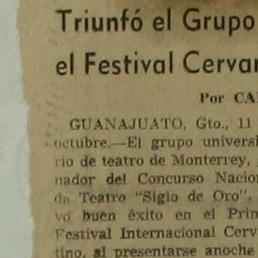 Triunfó el Grupo
el Festival Cervan
Por CA
GUANAJUATO, Gto., 11
octubre.—El grupo universi
rio de teatro de Monterrey,
nador del Concurso Nacion
de Teatro "Siglo de Oro",
vo buen éxito en el Prim
Festival Internacional Cerv
tino, al presentarse anoche